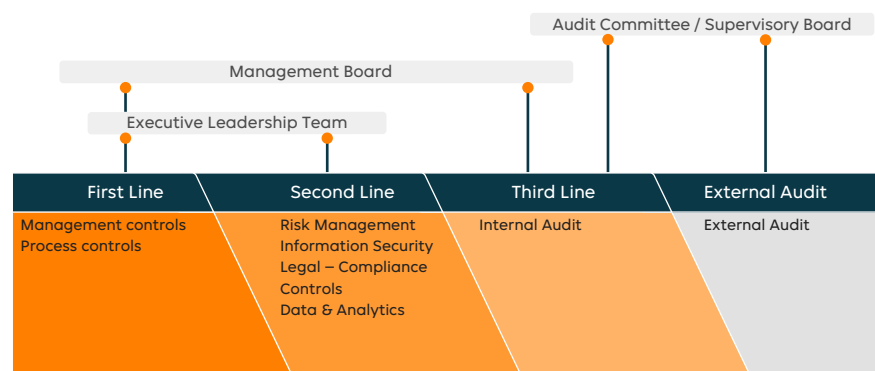 Audit Committee / Supervisory Board
Management Board
Executive Leadership Team
First Line
Second Line
Third Line
External Audit
Management controls
Process controls
Risk Management
Information Security
Legal – Compliance
Controls
Data & Analytics
Internal Audit
External Audit